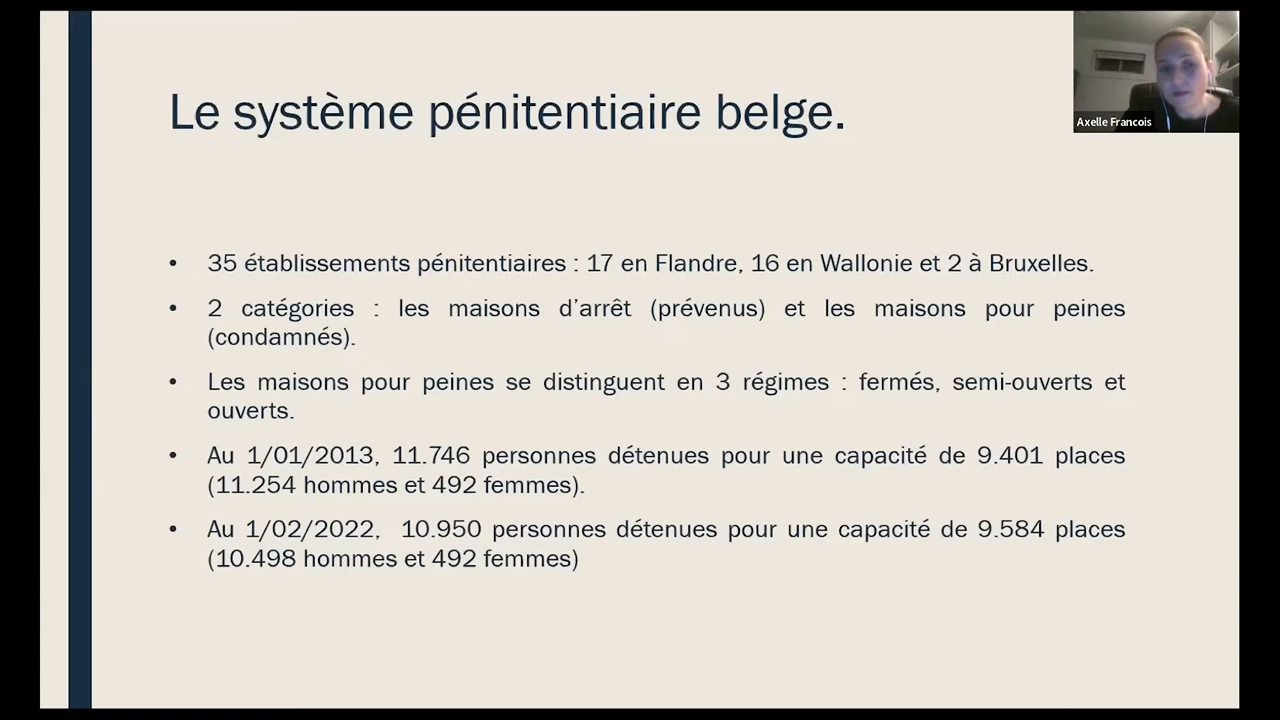 Le système pénitentiaire belge.
Axelle Francois
• 35 établissements pénitentiaires : 17 en Flandre, 16 en Wallonie et 2 à Bruxelles.
• 2 catégories : les maisons d’arrêt (prévenus) et les maisons pour peines
(condamnés).
• Les maisons pour peines se distinguent en 3 régimes : fermés, semi-ouverts et
ouverts.
• Au 1/01/2013, 11.746 personnes détenues pour une capacité de 9.401 places
(11.254 hommes et 492 femmes).
• Au 1/02/2022, 10.950 personnes détenues pour une capacité de 9.584 places
(10.498 hommes et 492 femmes)